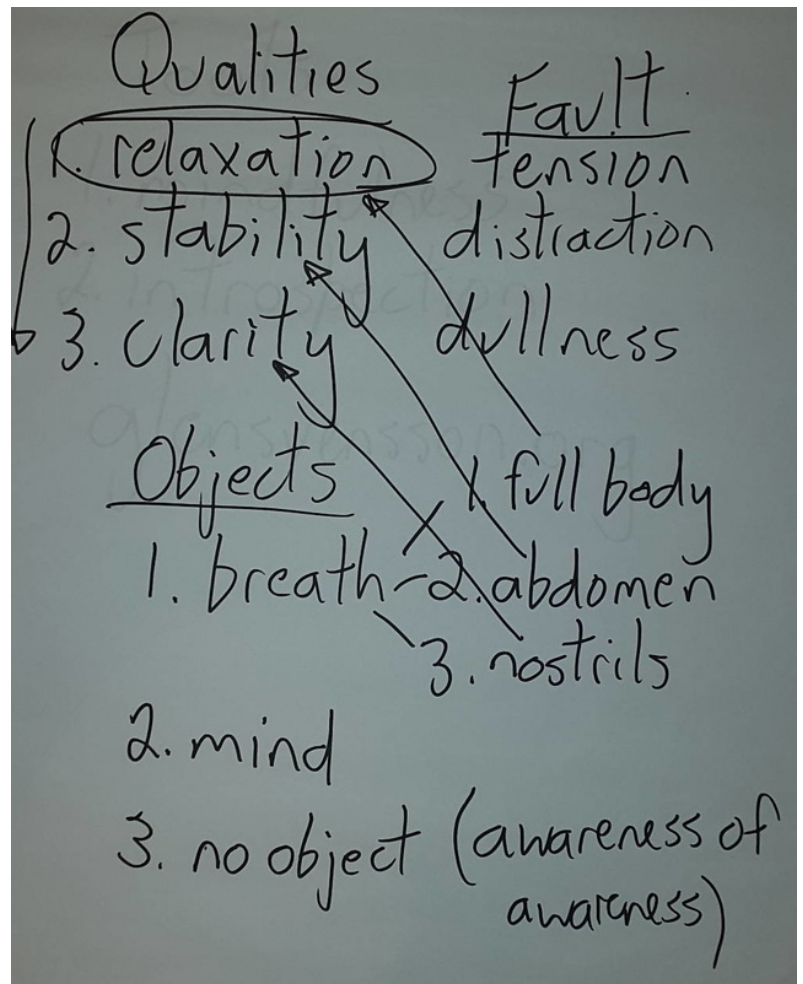 Qualities
Fault
1. relaxation
tension
2. stability
distraction
3. clarity
dullness
Objects
1. full body
1. breath - 2. abdomen
3. nostrils
2. mind
3. no object (awareness of
awareness)